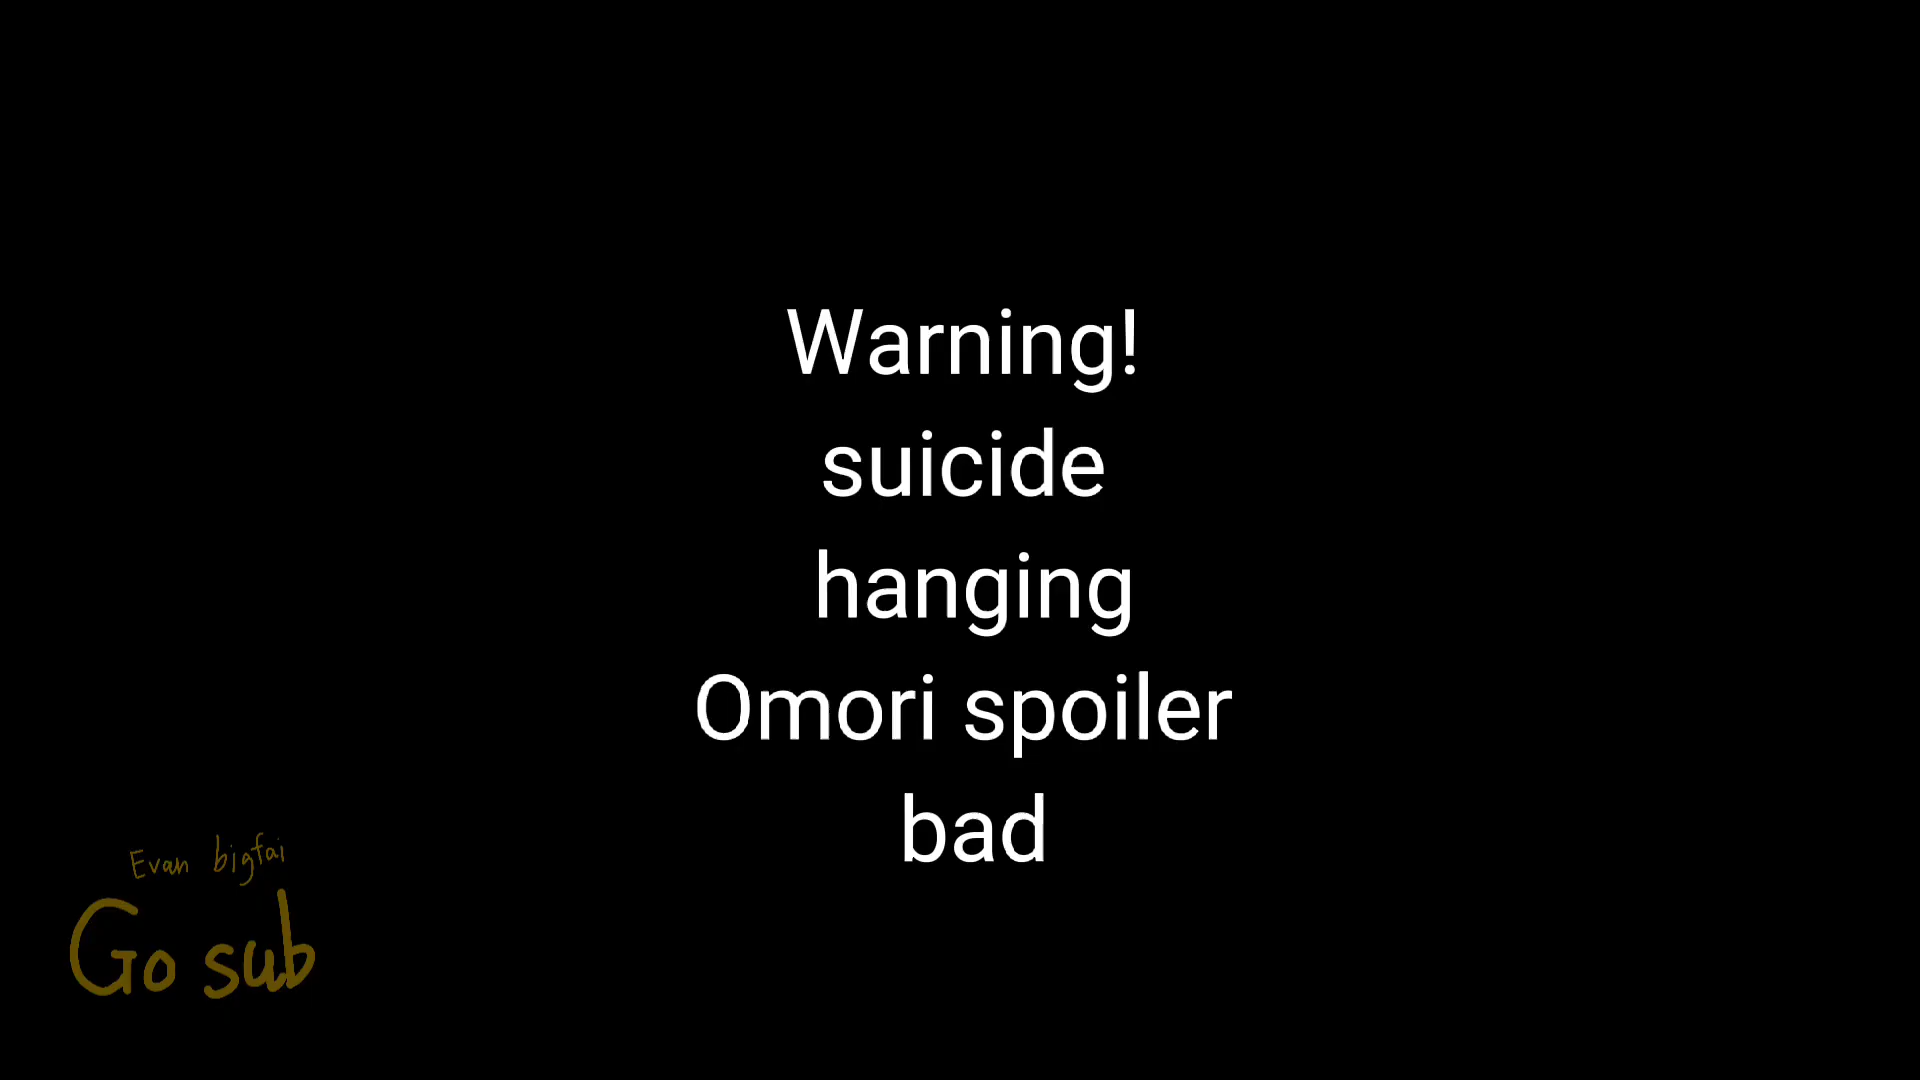 Warning!
suicide
hanging
Omori spoiler
bad
Evan bigfai
Go sub